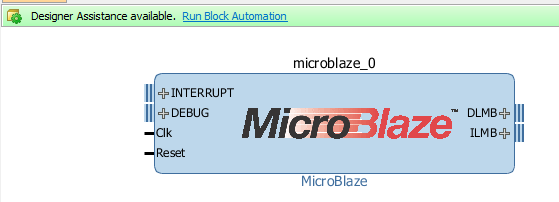 Designer Assistance available. Run Block Automation
microblaze_0
INTERRUPT
DEBUG
Clk
Reset
MicroBlaze™
DLMB
ILMB
MicroBlaze